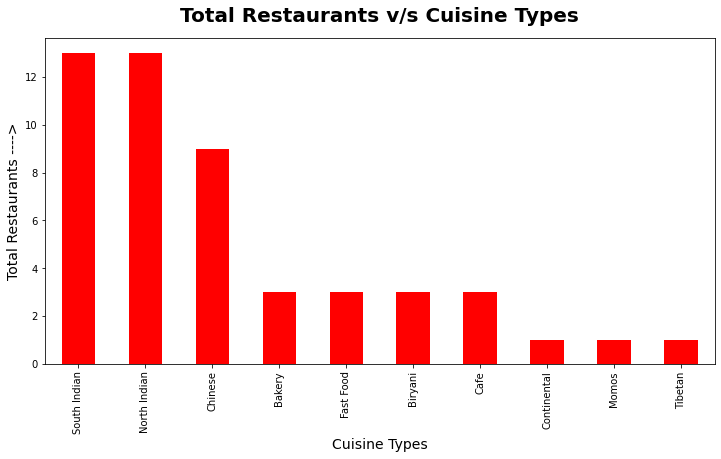 Total Restaurants v/s Cuisine Types
Total Restaurants ---->
12
10
8
6
4
2
0
South Indian
North Indian
Chinese
Bakery
Fast Food
Biryani
Cafe
Continental
Momos
Tibetan
Cuisine Types